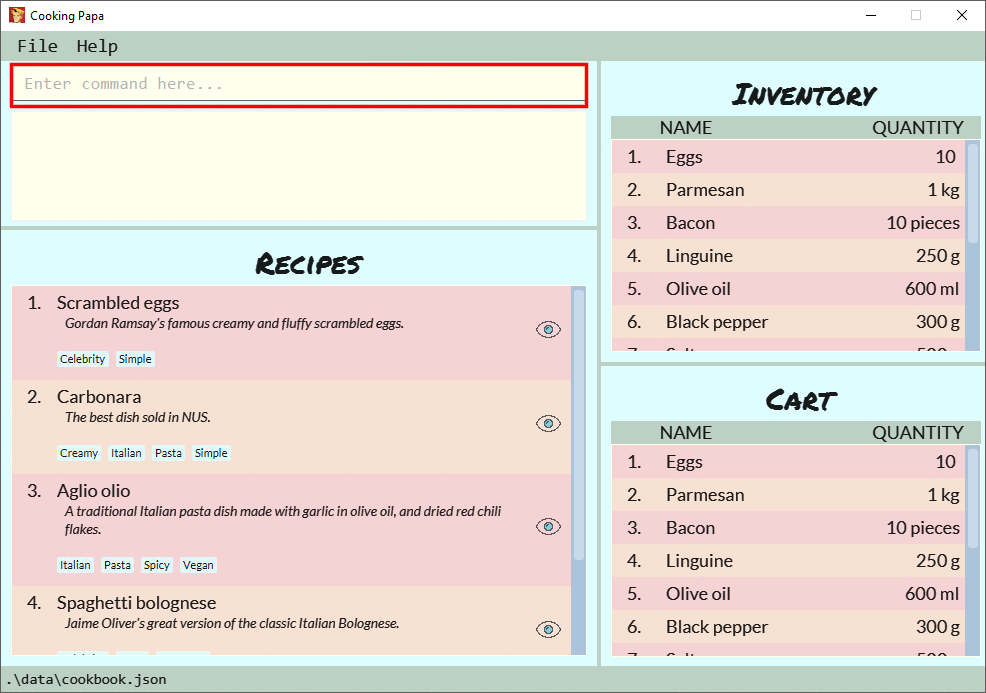 Cooking Papa
File Help
Enter command here...
Recipes
1. Scrambled eggs
Gordan Ramsay's famous creamy and fluffy scrambled eggs.
Celebrity Simple
2. Carbonara
The best dish sold in NUS.
Creamy Italian Pasta Simple
3. Aglio olio
A traditional Italian pasta dish made with garlic in olive oil, and dried red chili
flakes.
Italian Pasta Spicy Vegan
4. Spaghetti bolognese
Jaime Oliver's great version of the classic Italian Bolognese.
Inventory
NAME QUANTITY
1. Eggs 10
2. Parmesan 1 kg
3. Bacon 10 pieces
4. Linguine 250 g
5. Olive oil 600 ml
6. Black pepper 300 g
Cart
NAME QUANTITY
1. Eggs 10
2. Parmesan 1 kg
3. Bacon 10 pieces
4. Linguine 250 g
5. Olive oil 600 ml
6. Black pepper 300 g
.\data\cookbook.json